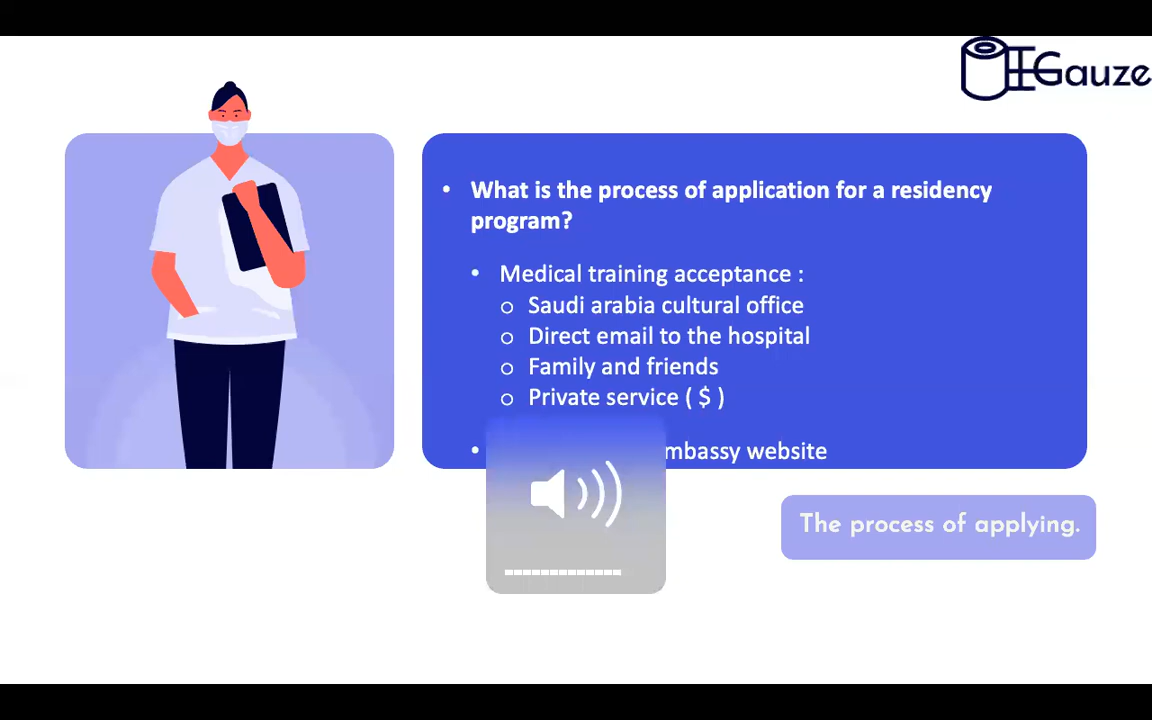 Gauze
• What is the process of application for a residency
program?
• Medical training acceptance :
o Saudi arabia cultural office
o Direct email to the hospital
o Family and friends
o Private service ( $ )
• website
The process of applying.